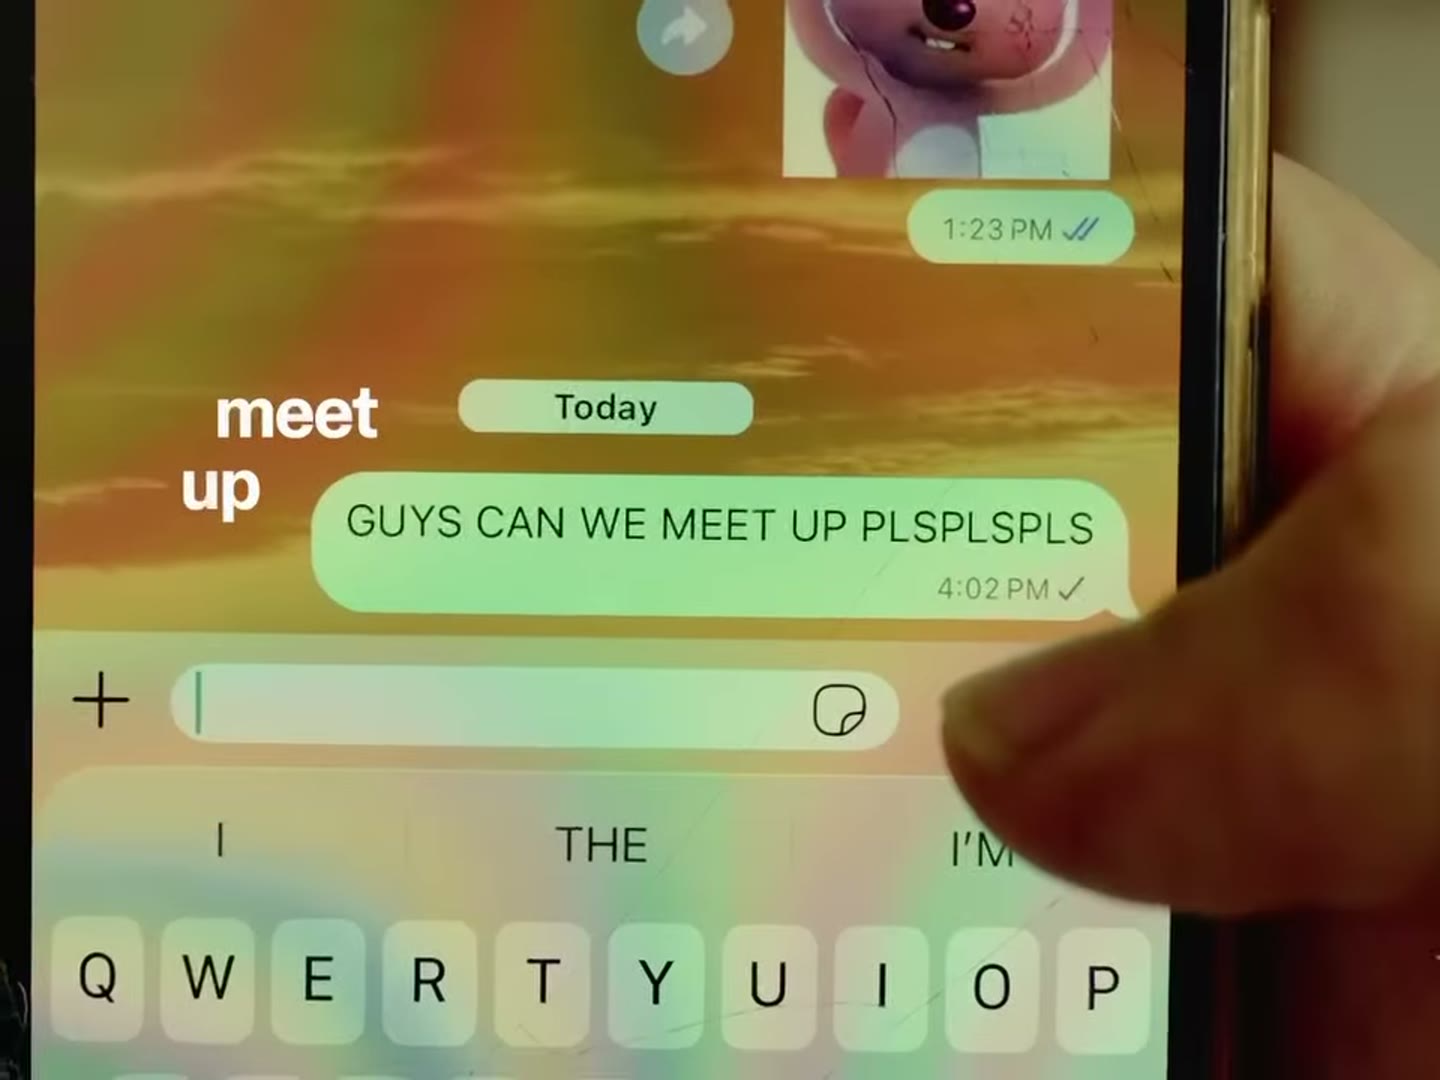 1:23 PM
Today
meet
up
GUYS CAN WE MEET UP PLSPLSPLS
4:02 PM
I THE I'M
Q W E R T Y U I O P